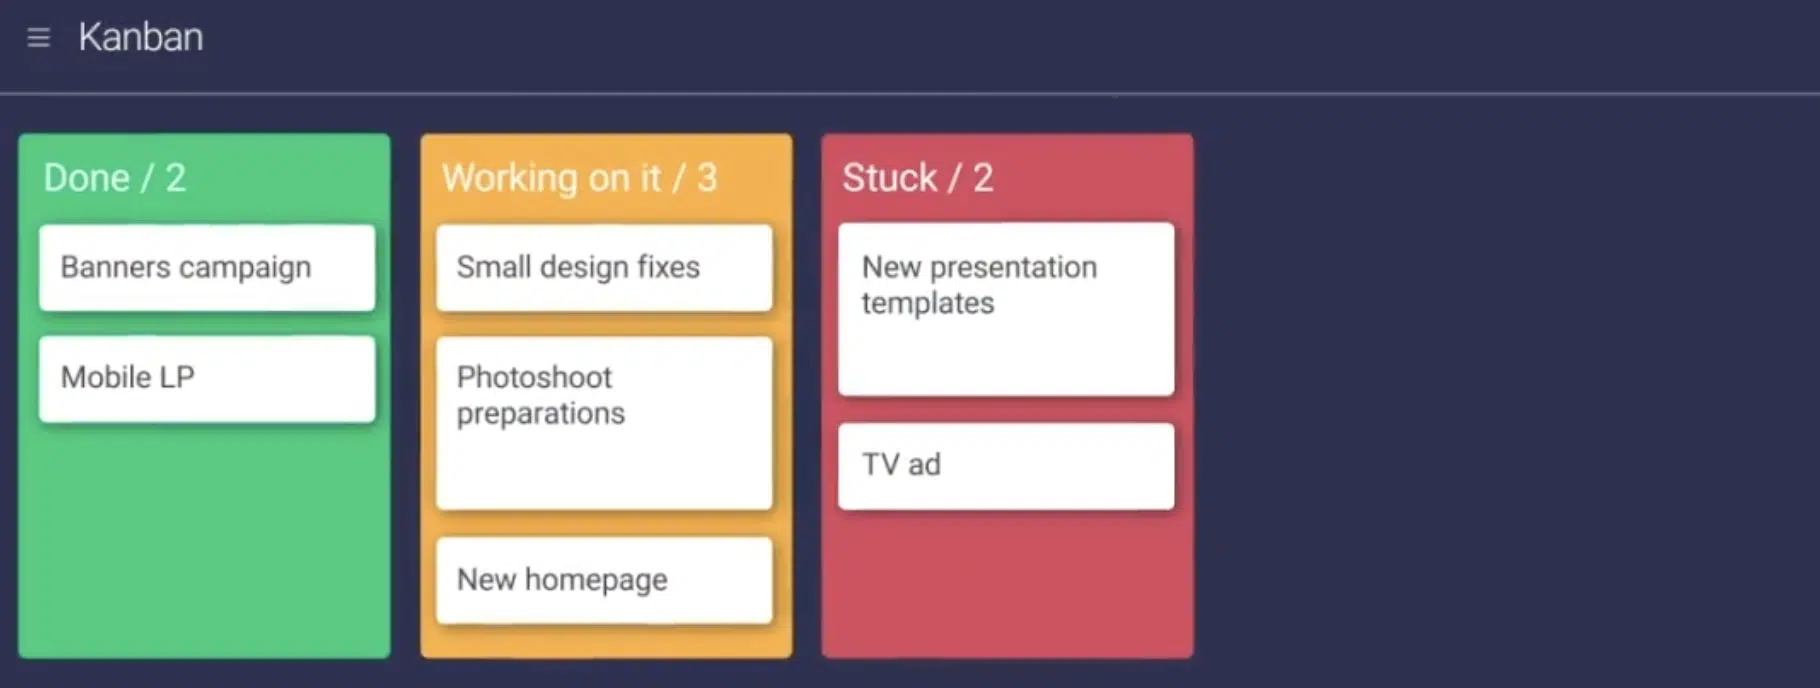 Kanban
Done / 2
Banners campaign
Mobile LP
Working on it / 3
Small design fixes
Photoshoot
preparations
New homepage
Stuck / 2
New presentation
templates
TV ad